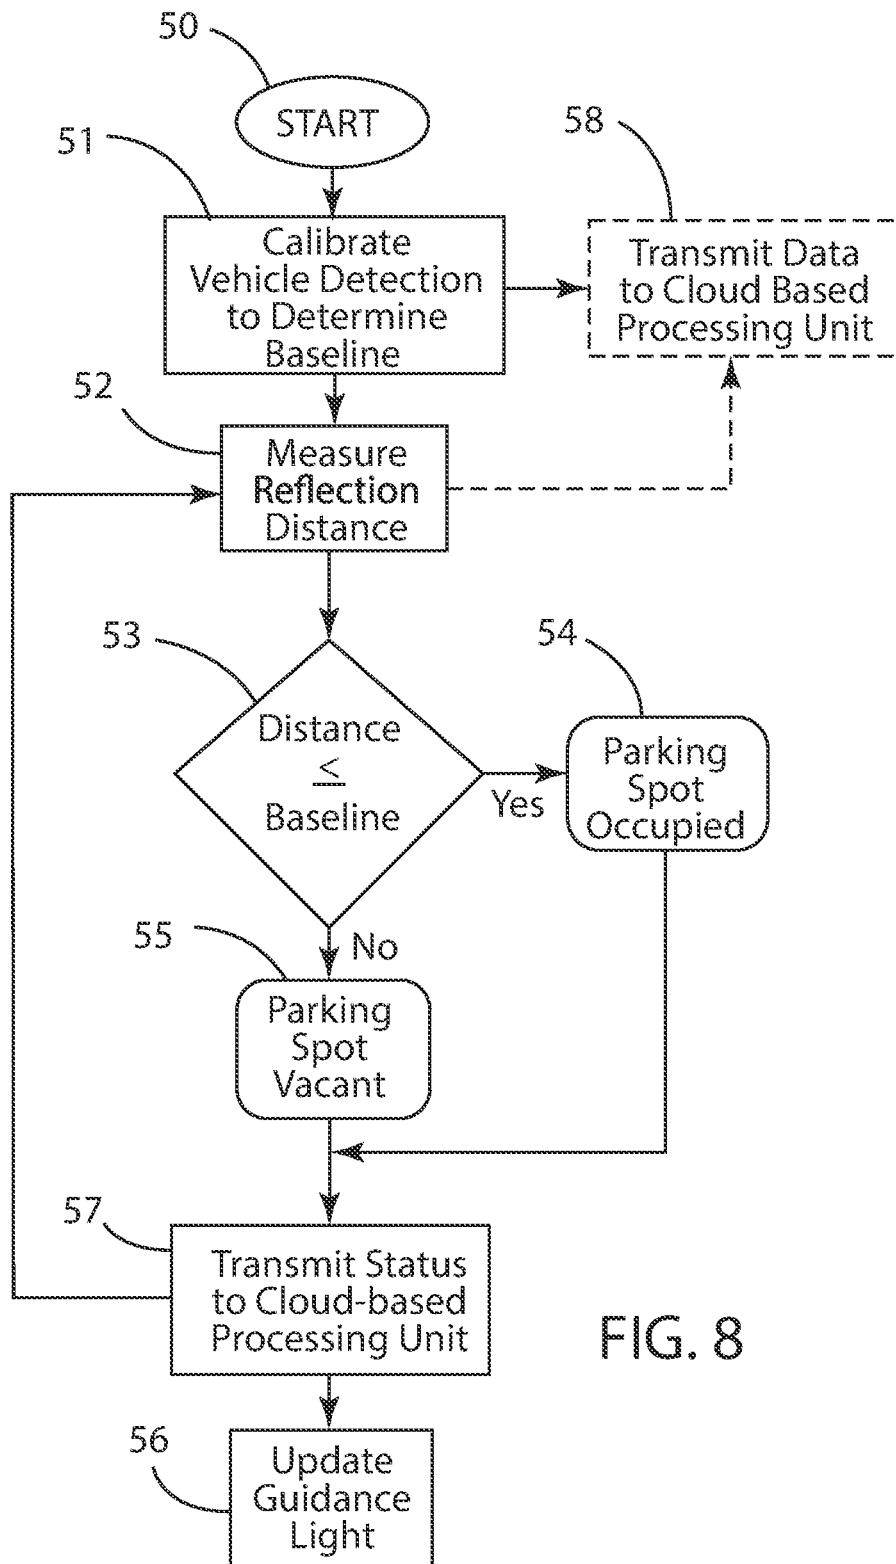 50
START
51
58
Calibrate
Vehicle Detection
to Determine
Baseline
Transmit Data
to Cloud Based
Processing Unit
52
Measure
Reflection
Distance
53
54
Distance
≤
Baseline
Yes
Parking
Spot
Occupied
55
No
Parking
Spot
Vacant
57
Transmit Status
to Cloud-based
Processing Unit
FIG. 8
56
Update
Guidance
Light